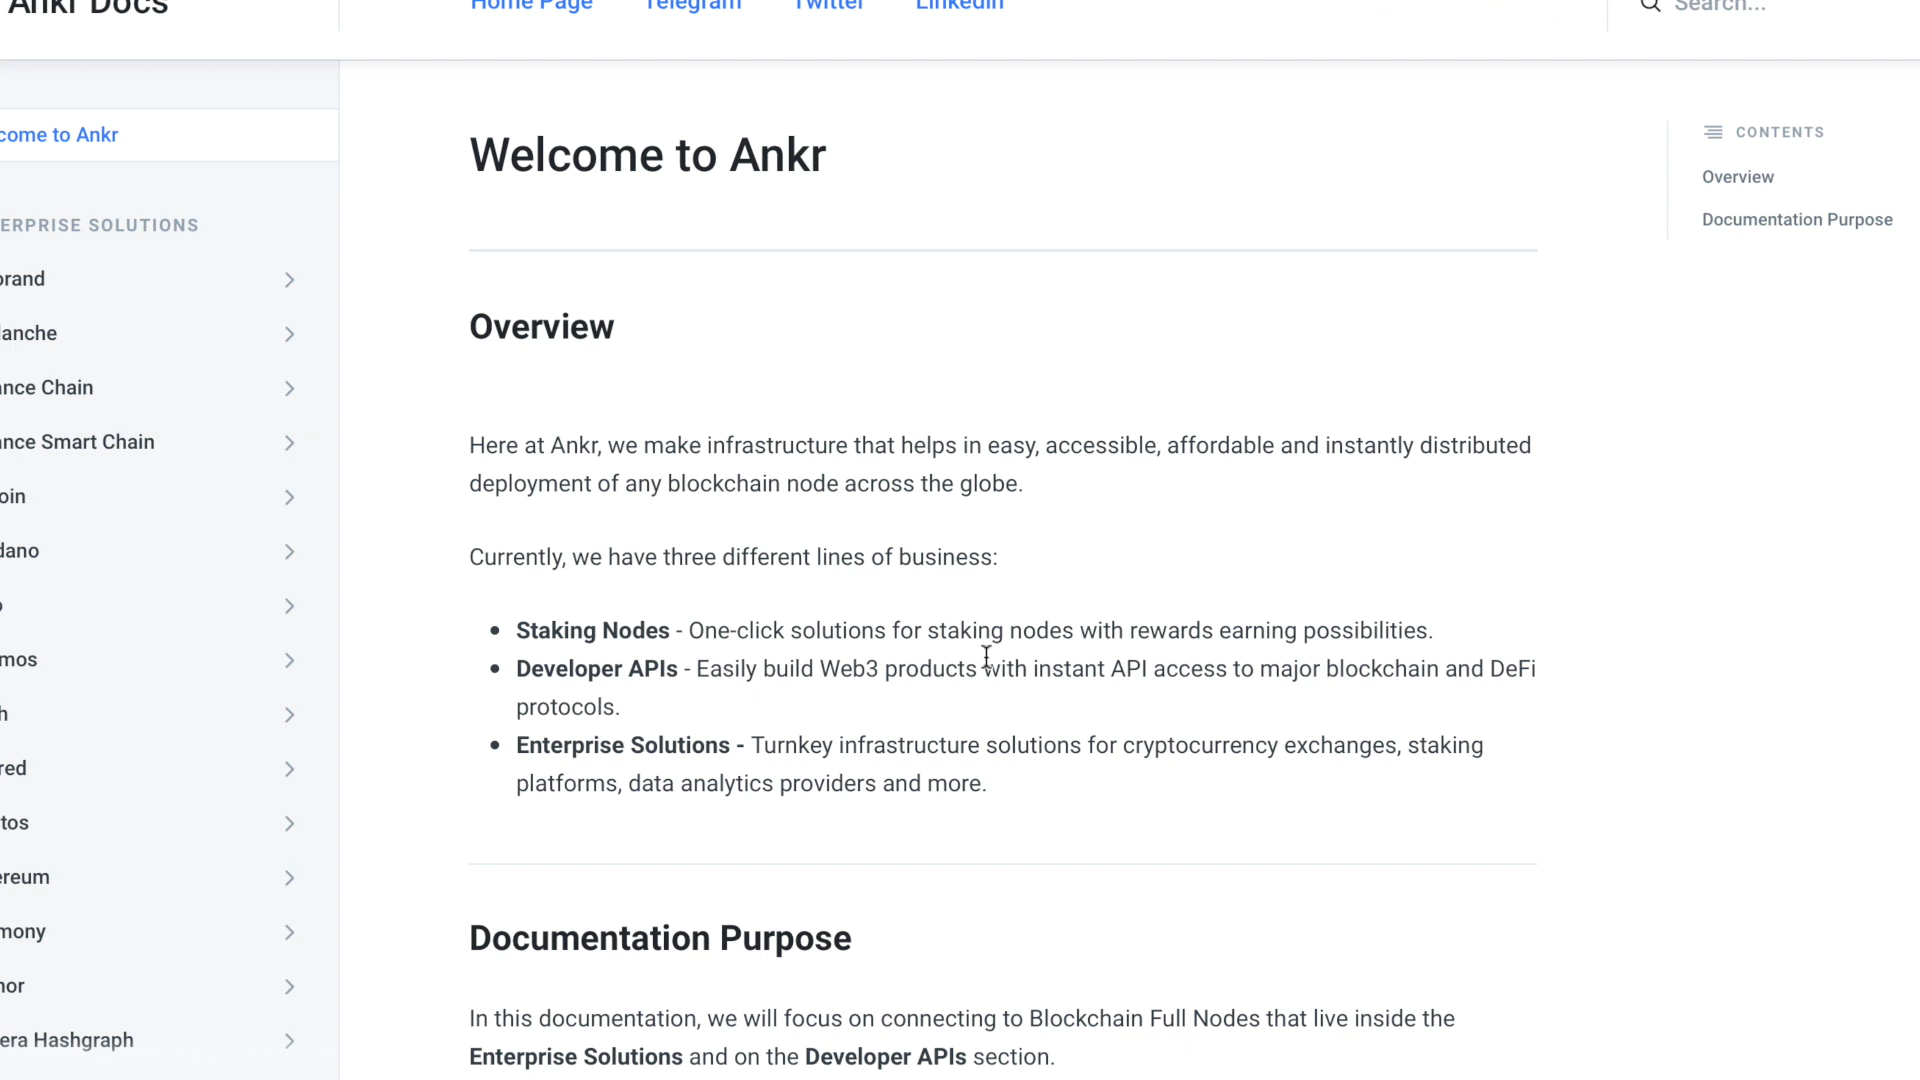 Ankr Docs
Home Page Telegram Twitter LinkedIn
Search...
come to Ankr
ERPRISE SOLUTIONS
orand
lanche
ance Chain
ance Smart Chain
oin
dano
o
mos
h
red
tos
ereum
mony
nor
era Hashgraph
Welcome to Ankr
Overview
Here at Ankr, we make infrastructure that helps in easy, accessible, affordable and instantly distributed
deployment of any blockchain node across the globe.
Currently, we have three different lines of business:
• Staking Nodes - One-click solutions for staking nodes with rewards earning possibilities.
• Developer APIs - Easily build Web3 products with instant API access to major blockchain and DeFi
protocols.
• Enterprise Solutions - Turnkey infrastructure solutions for cryptocurrency exchanges, staking
platforms, data analytics providers and more.
Documentation Purpose
In this documentation, we will focus on connecting to Blockchain Full Nodes that live inside the
Enterprise Solutions and on the Developer APIs section.
CONTENTS
Overview
Documentation Purpose